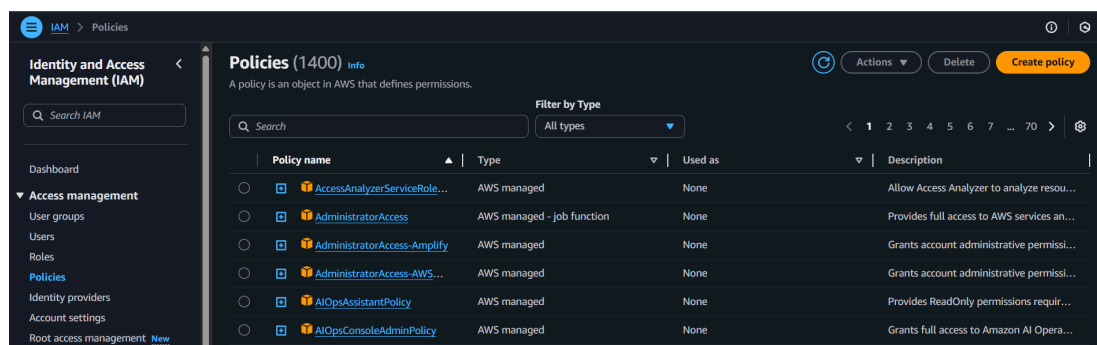 IAM > Policies
Identity and Access
Management (IAM)
Search IAM
Dashboard
Access management
User groups
Users
Roles
Policies
Identity providers
Account settings
Root access management New
Policies (1400) Info
A policy is an object in AWS that defines permissions.
Actions
Delete
Create policy
Filter by Type
Search
All types
1 2 3 4 5 6 7 ... 70
Policy name Type Used as Description
AccessAnalyzerServiceRole... AWS managed None Allow Access Analyzer to analyze resou...
AdministratorAccess AWS managed - job function None Provides full access to AWS services an...
AdministratorAccess-Amplify AWS managed None Grants account administrative permissi...
AdministratorAccess-AWS... AWS managed None Grants account administrative permissi...
AIOpsAssistantPolicy AWS managed None Provides ReadOnly permissions requir...
AIOpsConsoleAdminPolicy AWS managed None Grants full access to Amazon AI Opera...